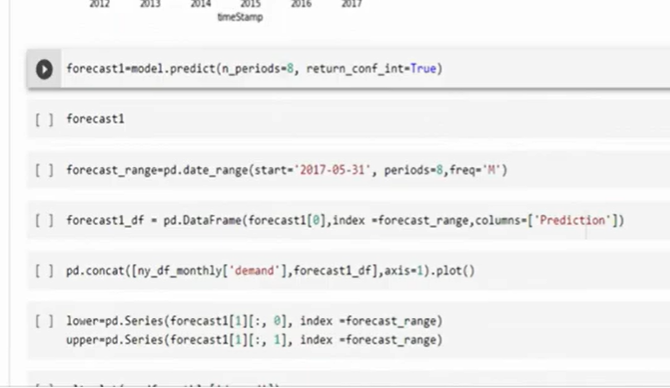 2012 2013 2014 2015 2016 2017
timeStamp
forecast1=model.predict(n_periods=8, return_conf_int=True)
[ ] forecast1
[ ] forecast_range=pd.date_range(start='2017-05-31', periods=8,freq='M')
[ ] forecast1_df = pd.DataFrame(forecast1[0],index =forecast_range,columns=['Prediction'])
[ ] pd.concat([ny_df_monthly['demand'],forecast1_df],axis=1).plot()
[ ] lower=pd.Series(forecast1[1][:, 0], index =forecast_range)
upper=pd.Series(forecast1[1][:, 1], index =forecast_range)